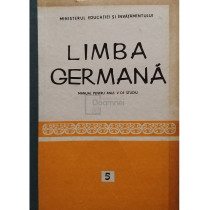 MINISTERUL EDUCAȚIEI ȘI ÎNVĂȚĂMÎNTULUI
LIMBA
GERMANĂ
MANUAL PENTRU ANUL V DE STUDIU
5